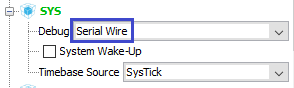 SYS
Debug Serial Wire
System Wake-Up
Timebase Source SysTick